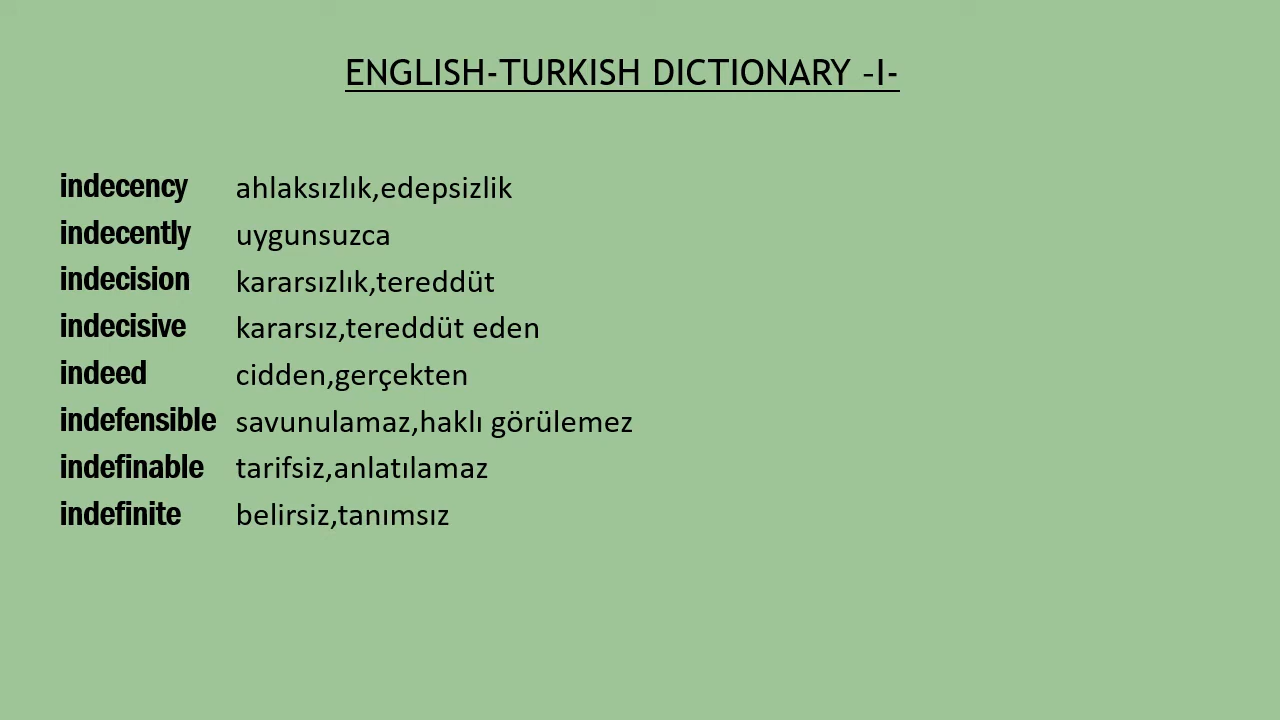 ENGLISH-TURKISH DICTIONARY –I-
indecency ahlaksızlık,edepsizlik
indecently uygunsuzca
indecision kararsızlık,tereddüt
indecisive kararsız,tereddüt eden
indeed cidden,gerçekten
indefensible savunulamaz,haklı görülemez
indefinable tarifsiz,anlatılamaz
indefinite belirsiz,tanımsız